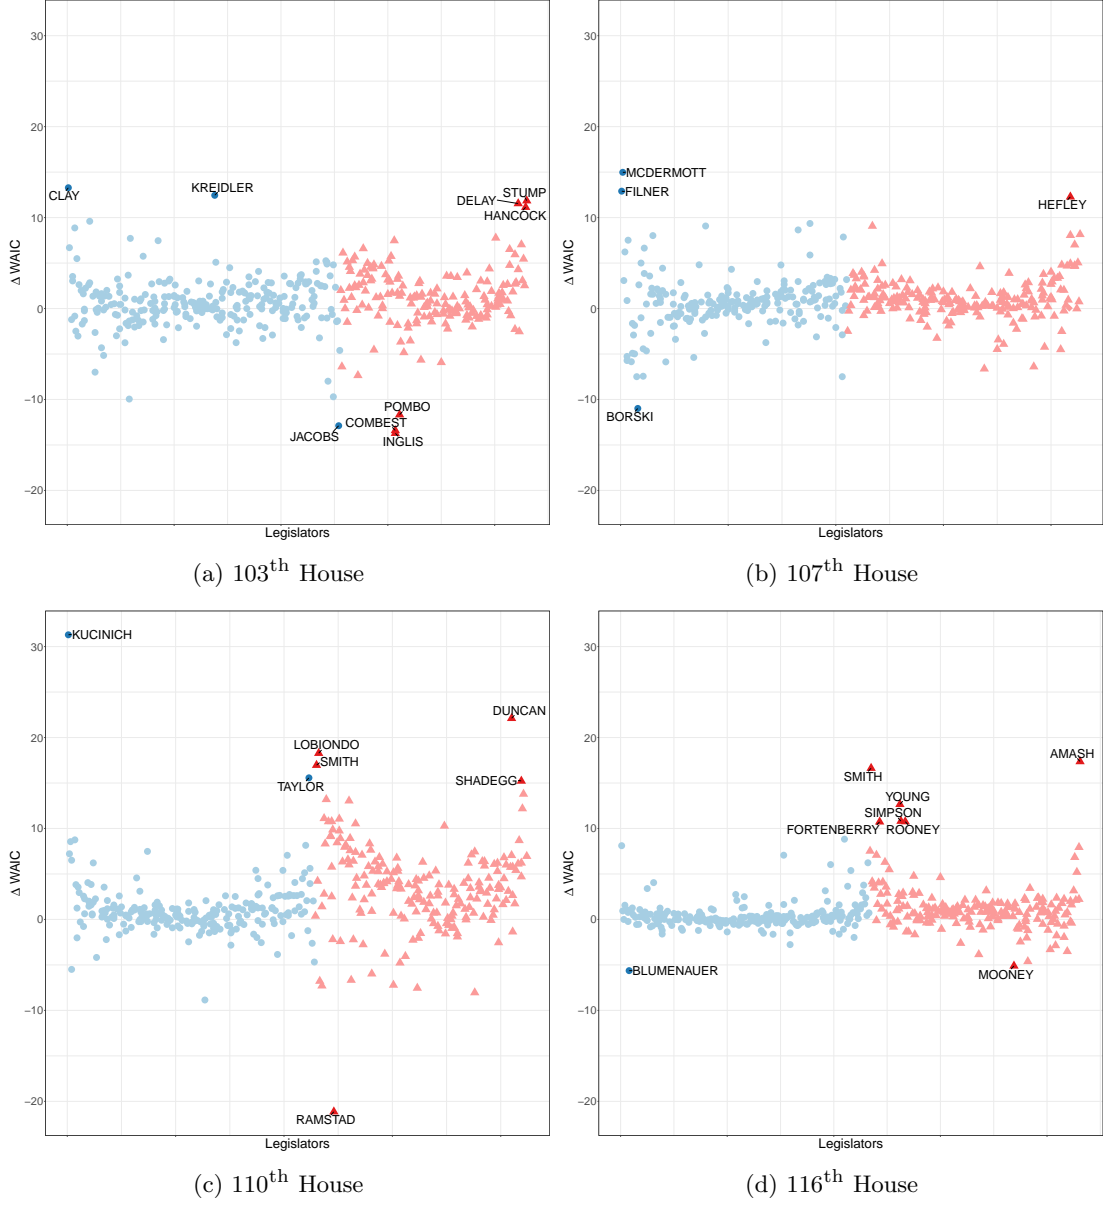 30
20
10
0
−10
−20
Δ WAIC
CLAY
KREIDLER
DELAY
STUMP
HANCOCK
POMBO
COMBEST
JACOBS
INGLIS
Legislators
(a) 103th House
30
20
10
0
−10
−20
Δ WAIC
MCDERMOTT
FILNER
HEFLEY
BORSKI
Legislators
(b) 107th House
30
20
10
0
−10
−20
Δ WAIC
KUCINICH
DUNCAN
LOBIONDO
SMITH
TAYLOR
SHADEGG
RAMSTAD
Legislators
(c) 110th House
30
20
10
0
−10
−20
Δ WAIC
AMASH
SMITH
YOUNG
SIMPSON
FORTENBERRY
ROONEY
BLUMENAUER
MOONEY
Legislators
(d) 116th House